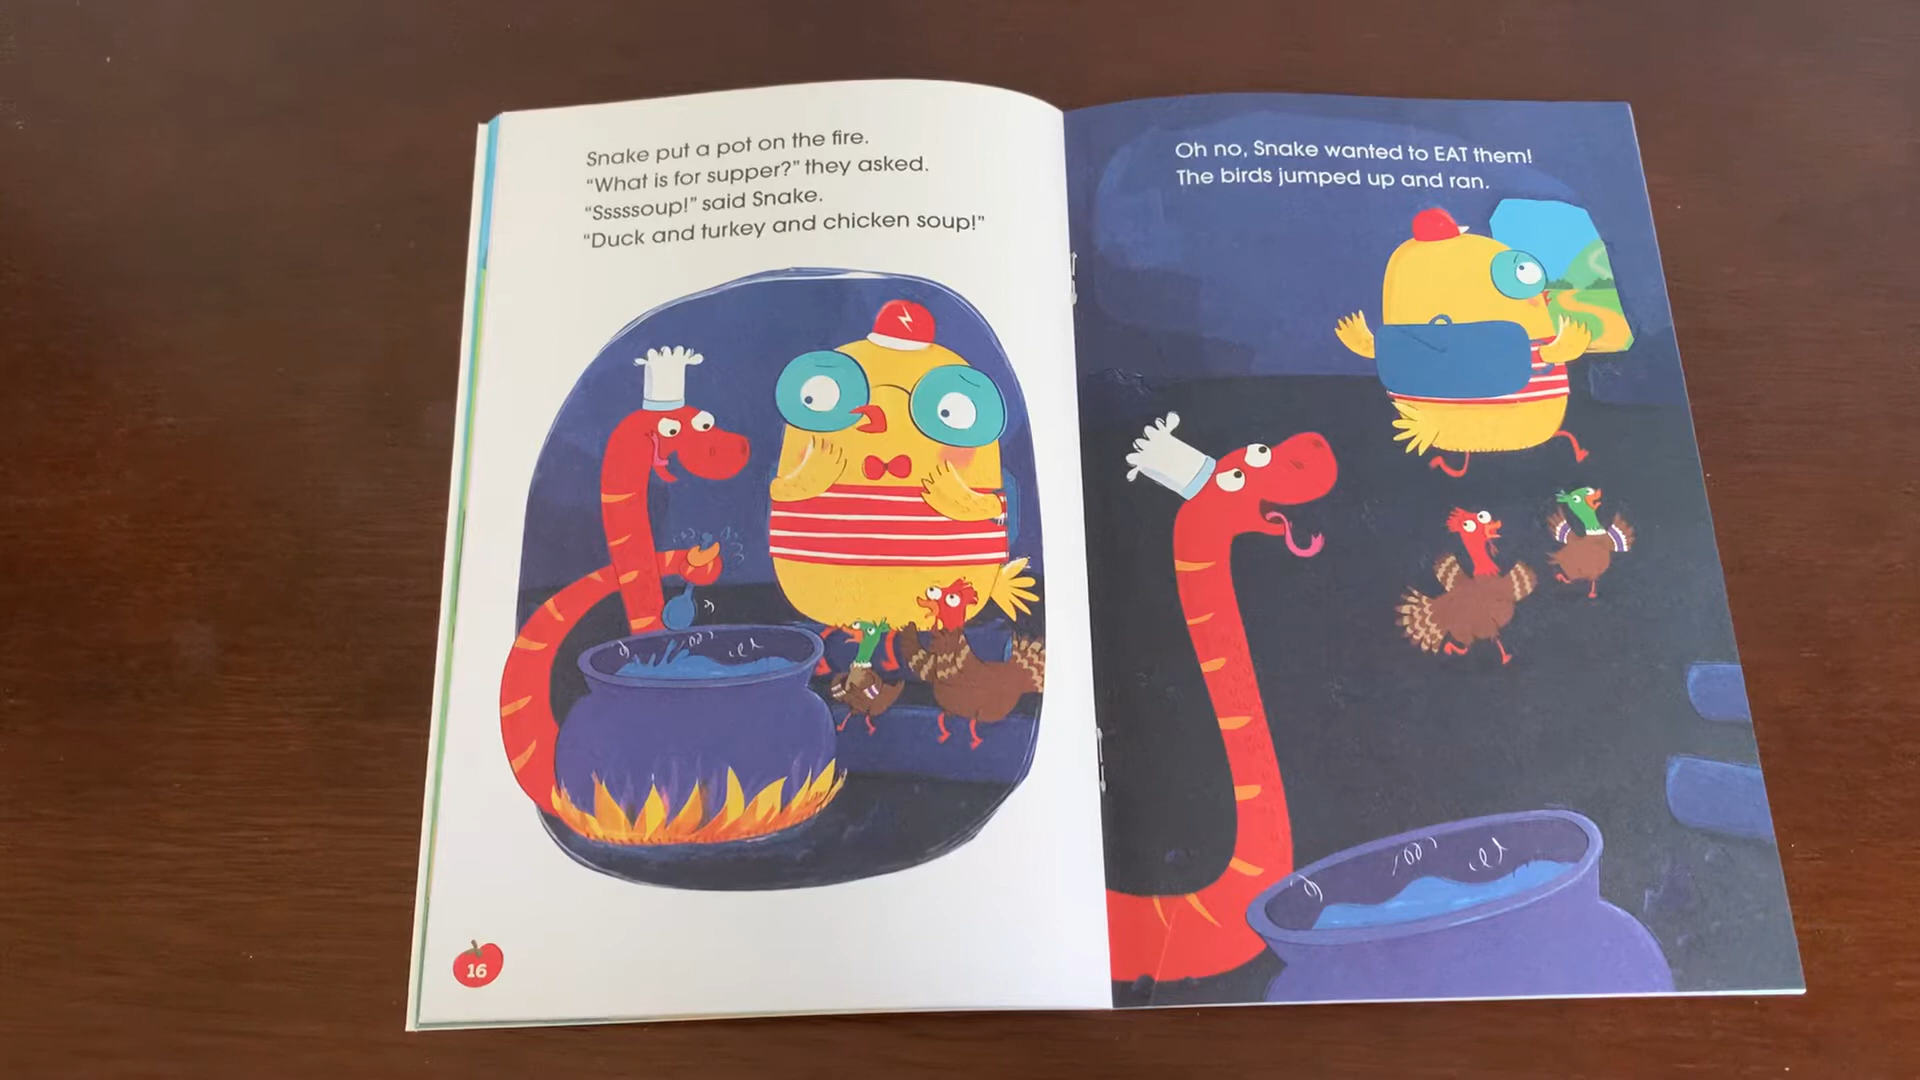 Snake put a pot on the fire.
“What is for supper?” they asked.
“Sssssoup!” said Snake.
“Duck and turkey and chicken soup!”
16
Oh no, Snake wanted to EAT them!
The birds jumped up and ran.